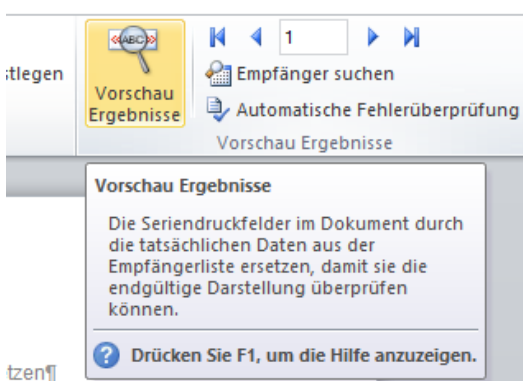 «ABC»
1
stlegen
Empfänger suchen
Vorschau
Ergebnisse
Automatische Fehlerüberprüfung
Vorschau Ergebnisse
Vorschau Ergebnisse
Die Seriendruckfelder im Dokument durch
die tatsächlichen Daten aus der
Empfängerliste ersetzen, damit sie die
endgültige Darstellung überprüfen
können.
Drücken Sie F1, um die Hilfe anzuzeigen.
tzen¶